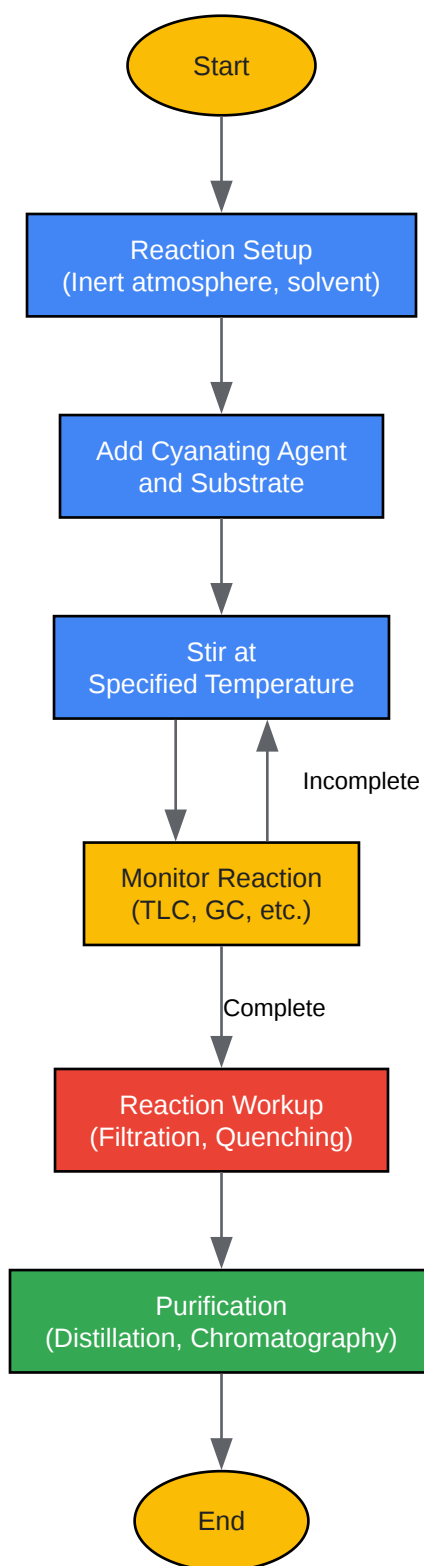 Start
Reaction Setup
(Inert atmosphere, solvent)
Add Cyanating Agent
and Substrate
Stir at
Specified Temperature
Incomplete
Monitor Reaction
(TLC, GC, etc.)
Complete
Reaction Workup
(Filtration, Quenching)
Purification
(Distillation, Chromatography)
End